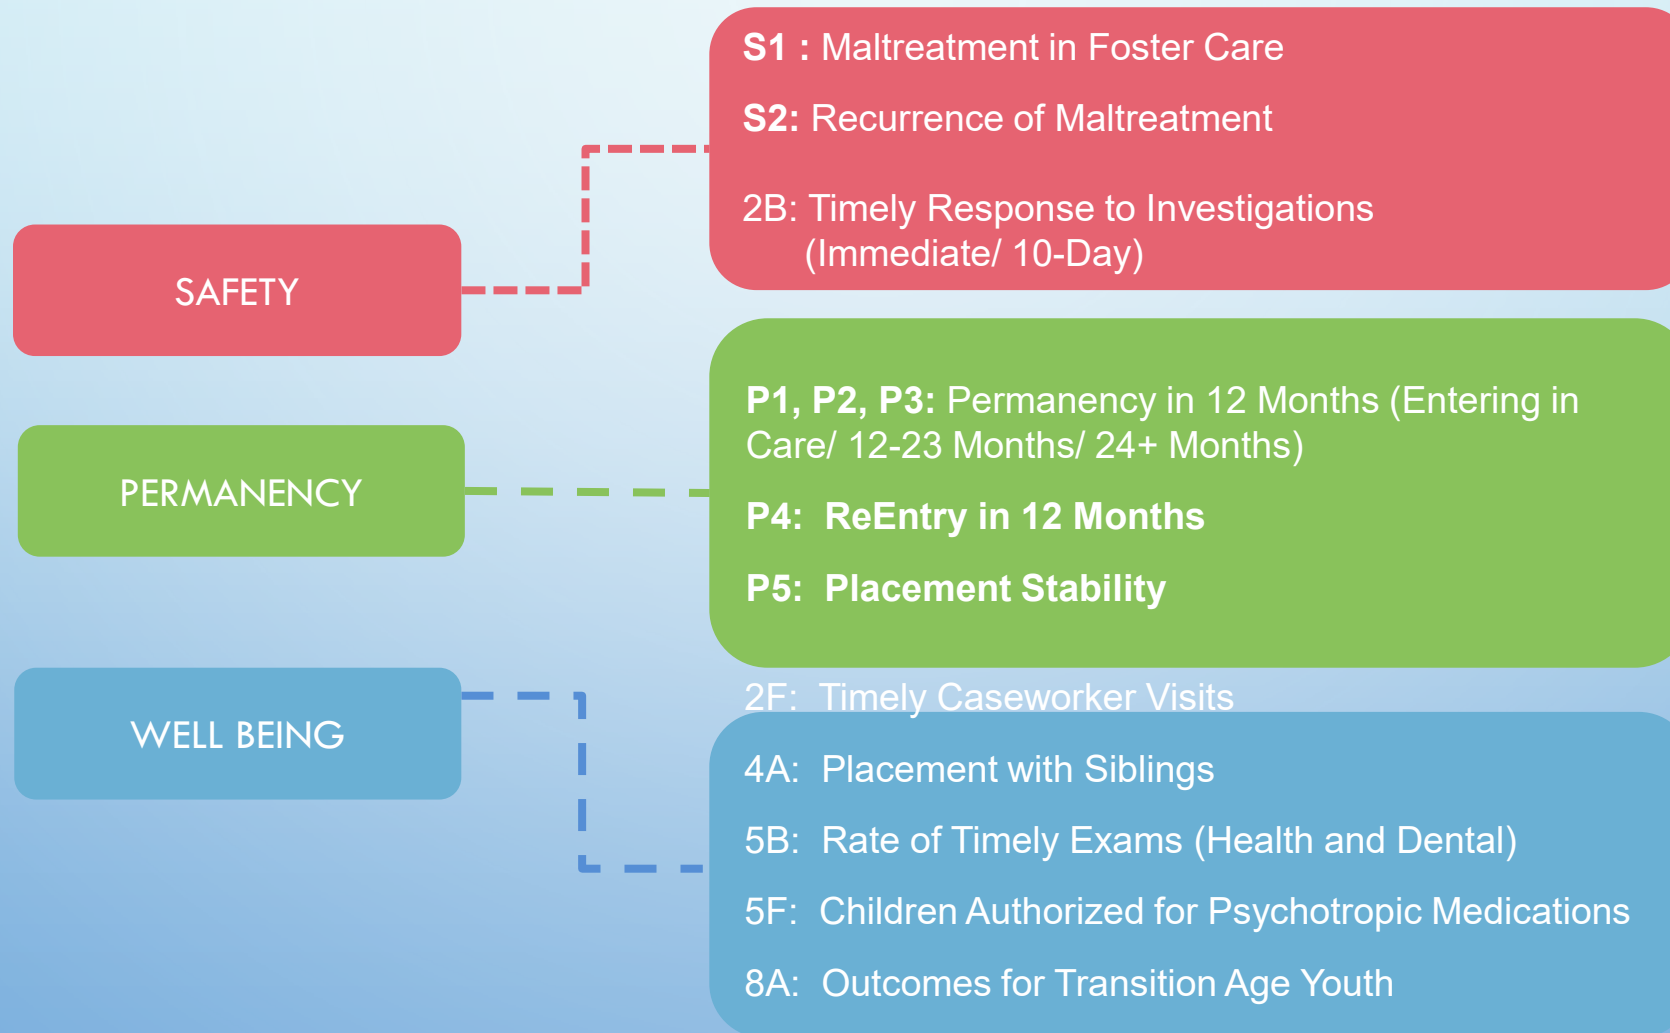 SAFETY
S1 : Maltreatment in Foster Care
S2: Recurrence of Maltreatment
2B: Timely Response to Investigations
(Immediate/ 10-Day)
PERMANENCY
P1, P2, P3: Permanency in 12 Months (Entering in
Care/ 12-23 Months/ 24+ Months)
P4: ReEntry in 12 Months
P5: Placement Stability
WELL BEING
2F: Timely Caseworker Visits
4A: Placement with Siblings
5B: Rate of Timely Exams (Health and Dental)
5F: Children Authorized for Psychotropic Medications
8A: Outcomes for Transition Age Youth